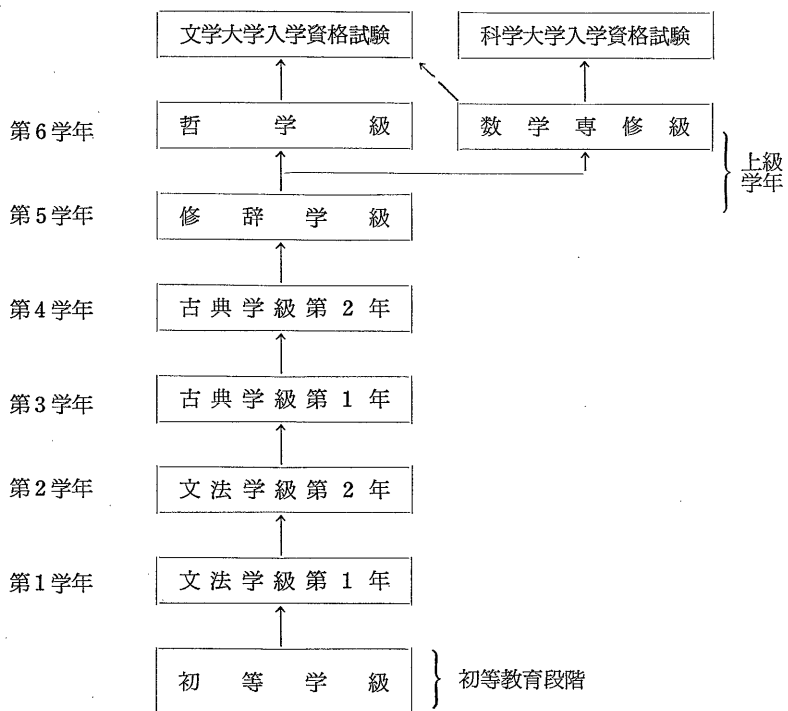 文学大学入学資格試験 科学大学入学資格試験
第6学年 哲学級 数学専修級
上級
学年
第5学年 修辞学級
第4学年 古典学級第2年
第3学年 古典学級第1年
第2学年 文法学級第2年
第1学年 文法学級第1年
初等学級 初等教育段階